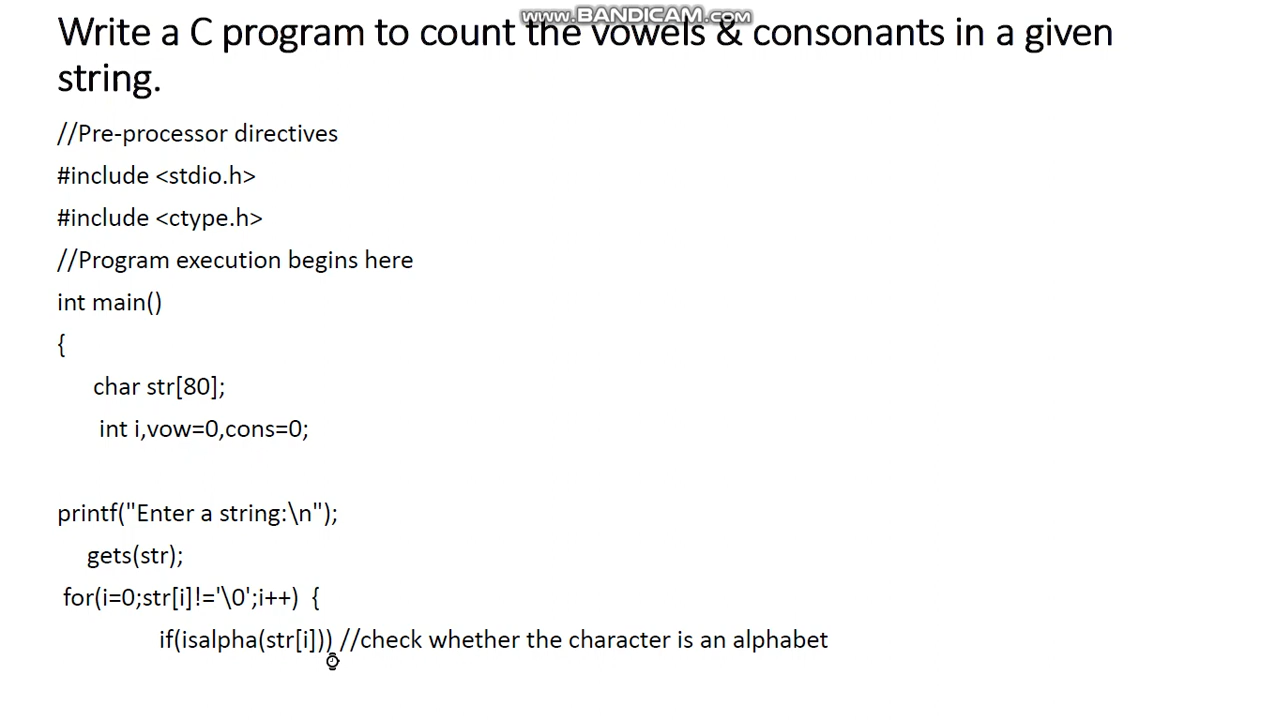 www.BANDICAM.com
Write a C program to count the vowels & consonants in a given
string.
//Pre-processor directives
#include <stdio.h>
#include <ctype.h>
//Program execution begins here
int main()
{
char str[80];
int i,vow=0,cons=0;
printf("Enter a string:\n");
gets(str);
for(i=0;str[i]!='\0';i++) {
if(isalpha(str[i])) //check whether the character is an alphabet